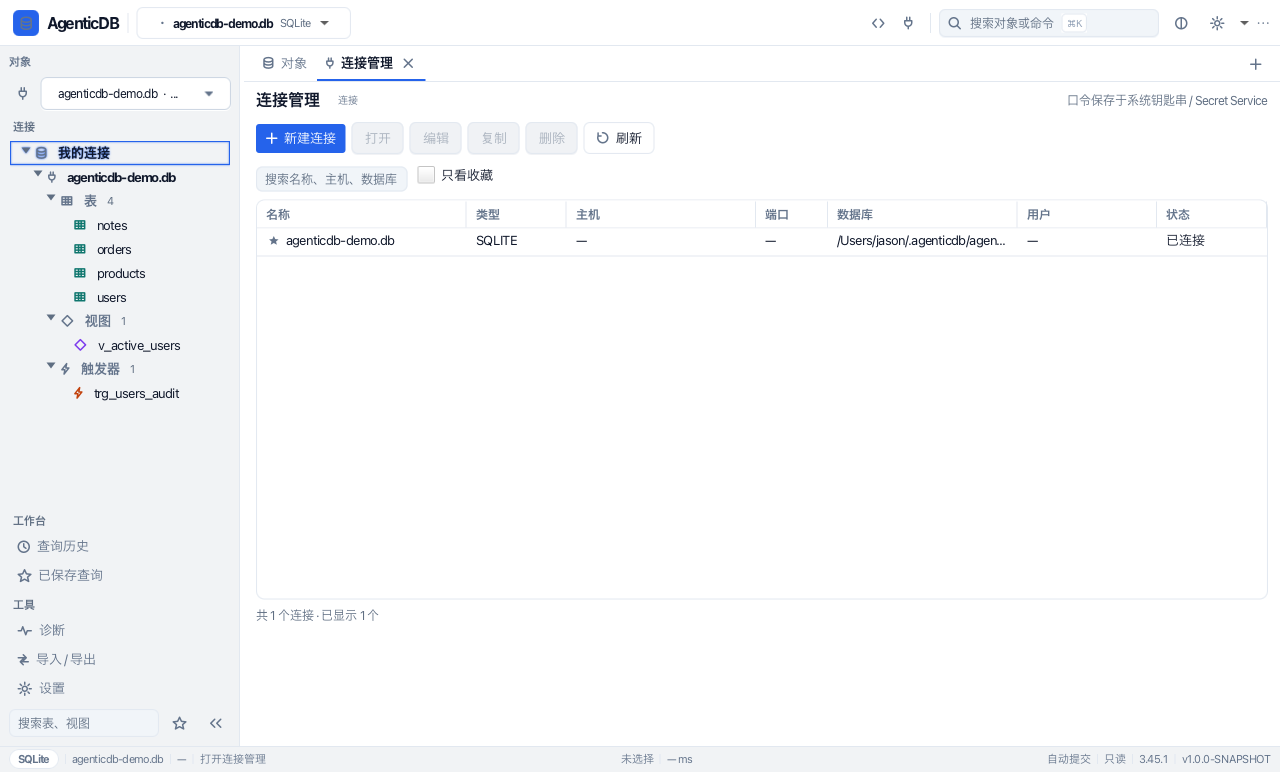 AgenticDB
· agenticdb-demo.db SQLite
搜索对象或命令 ⌘K
对象
agenticdb-demo.db · ...
连接
我的连接
agenticdb-demo.db
表 4
notes
orders
products
users
视图 1
v_active_users
触发器 1
trg_users_audit
工作台
查询历史
已保存查询
工具
诊断
导入 / 导出
设置
搜索表、视图
对象 连接管理
连接管理 连接 口令保存于系统钥匙串 / Secret Service
新建连接 打开 编辑 复制 删除 刷新
搜索名称、主机、数据库 只看收藏
名称 类型 主机 端口 数据库 用户 状态
agenticdb-demo.db SQLITE — — /Users/jason/.agenticdb/agen... — 已连接
共 1 个连接 · 已显示 1 个
SQLite agenticdb-demo.db — 打开连接管理 未选择 — ms 自动提交 只读 3.45.1 v1.0.0-SNAPSHOT